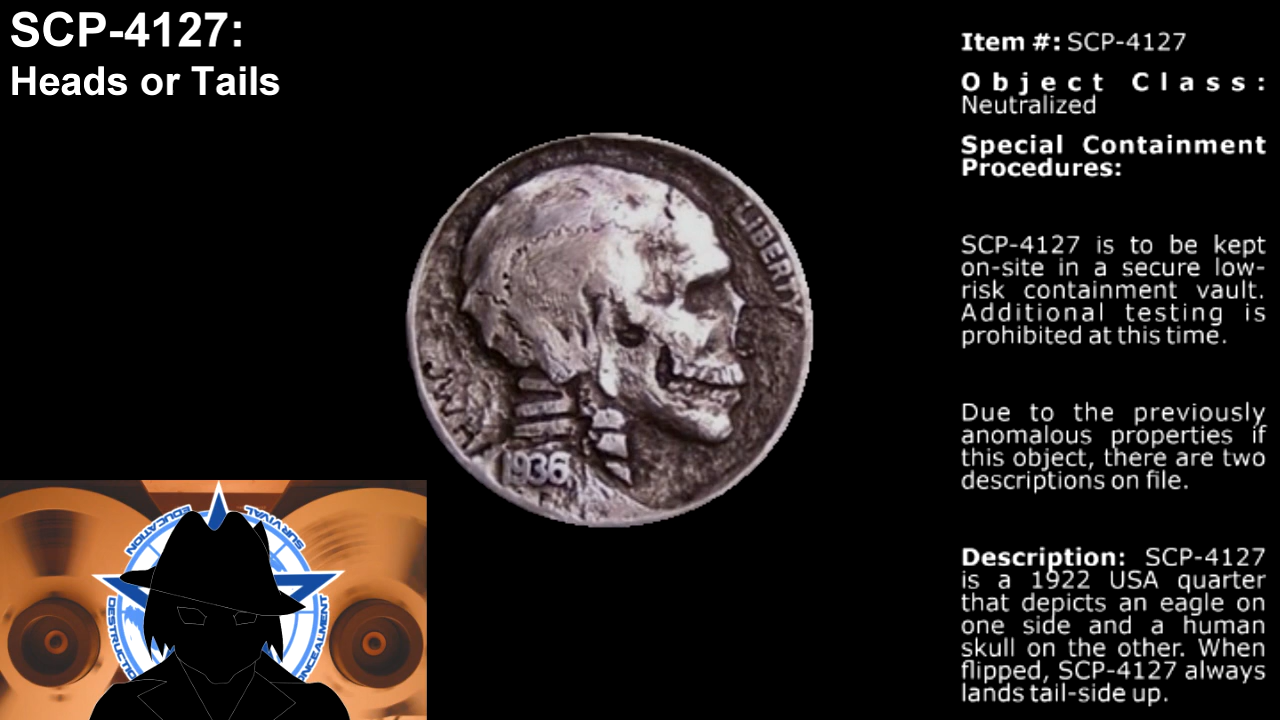 SCP-4127:
Heads or Tails
Item #: SCP-4127
Object Class:
Neutralized
Special Containment
Procedures:
SCP-4127 is to be kept
on-site in a secure low-
risk containment vault.
Additional testing is
prohibited at this time.
Due to the previously
anomalous properties if
this object, there are two
descriptions on file.
Description: SCP-4127
is a 1922 USA quarter
that depicts an eagle on
one side and a human
skull on the other. When
flipped, SCP-4127 always
lands tail-side up.
LIBERTY
JWH
1936
EDUCATION
SURVIVAL